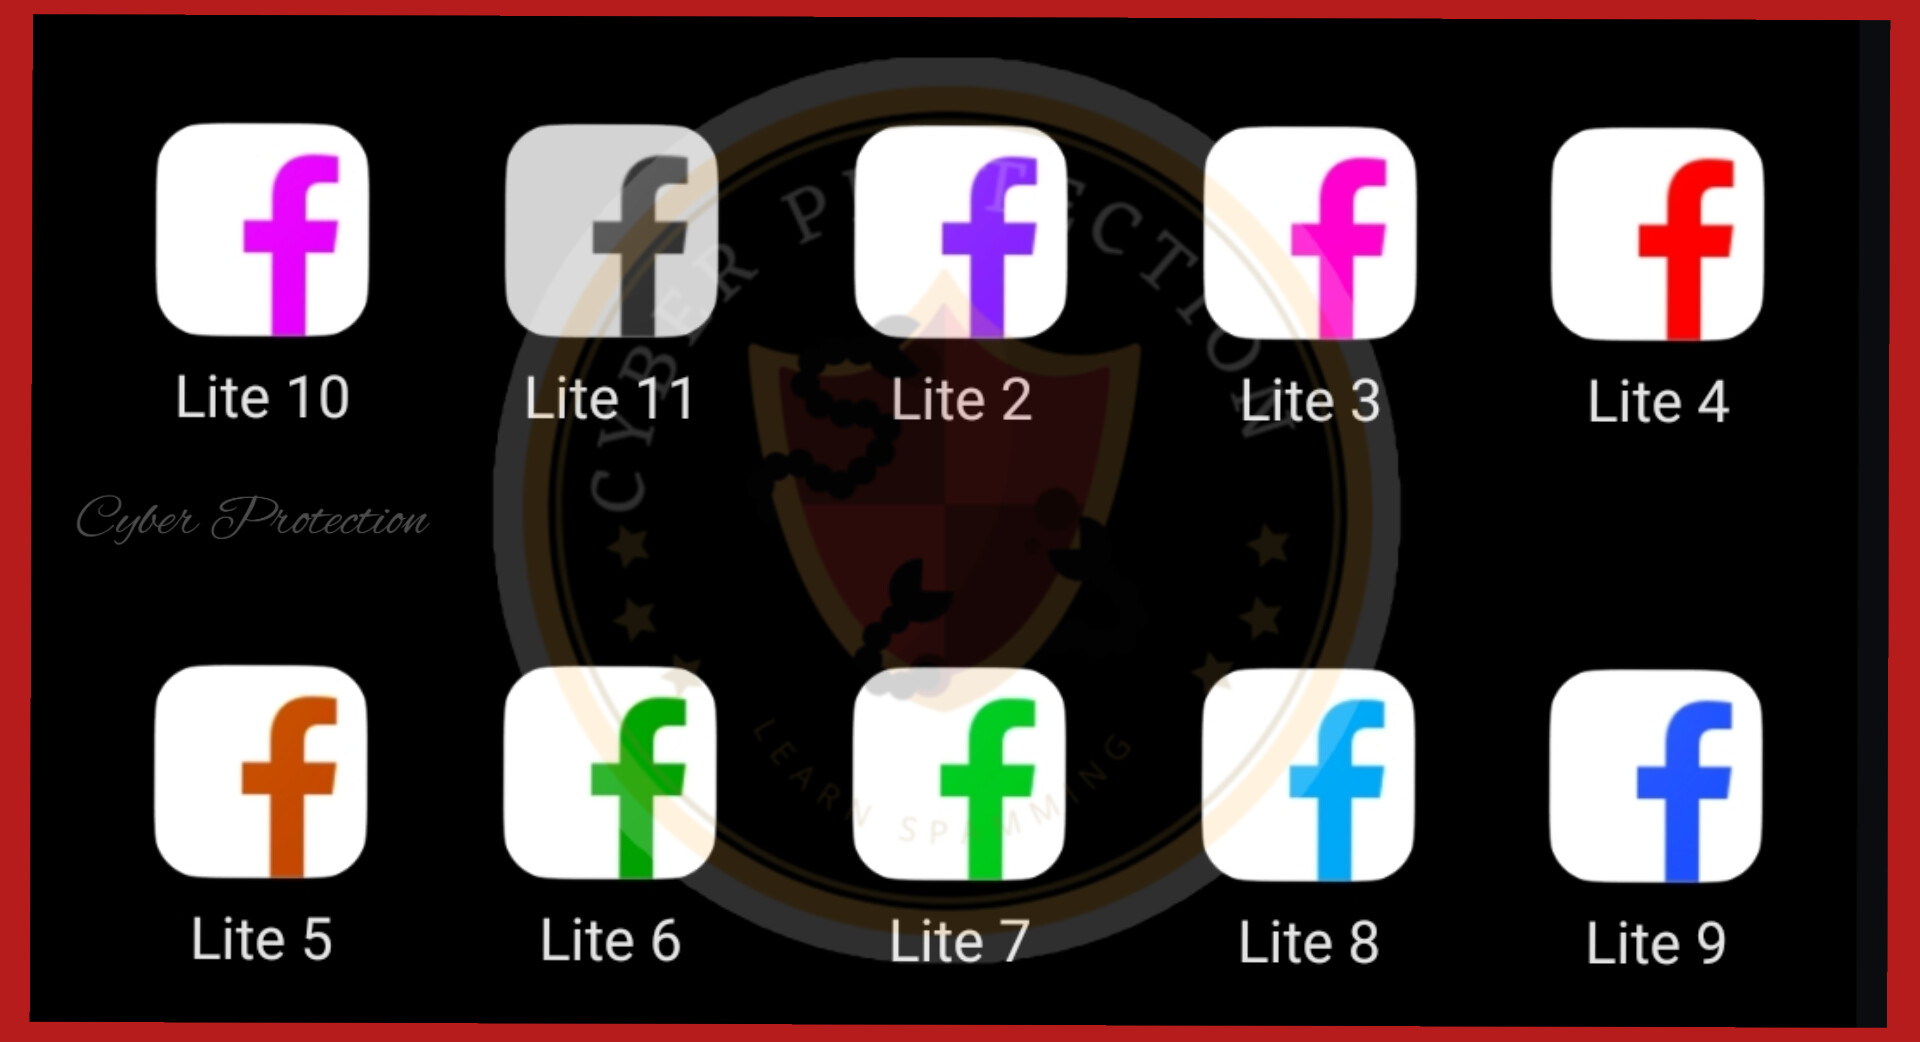 CYBER PROTECTION
Lite 10
Lite 11
Lite 2
Lite 3
Lite 4
Cyber Protection
Lite 5
Lite 6
Lite 7
Lite 8
Lite 9
LEARN SPAMMING